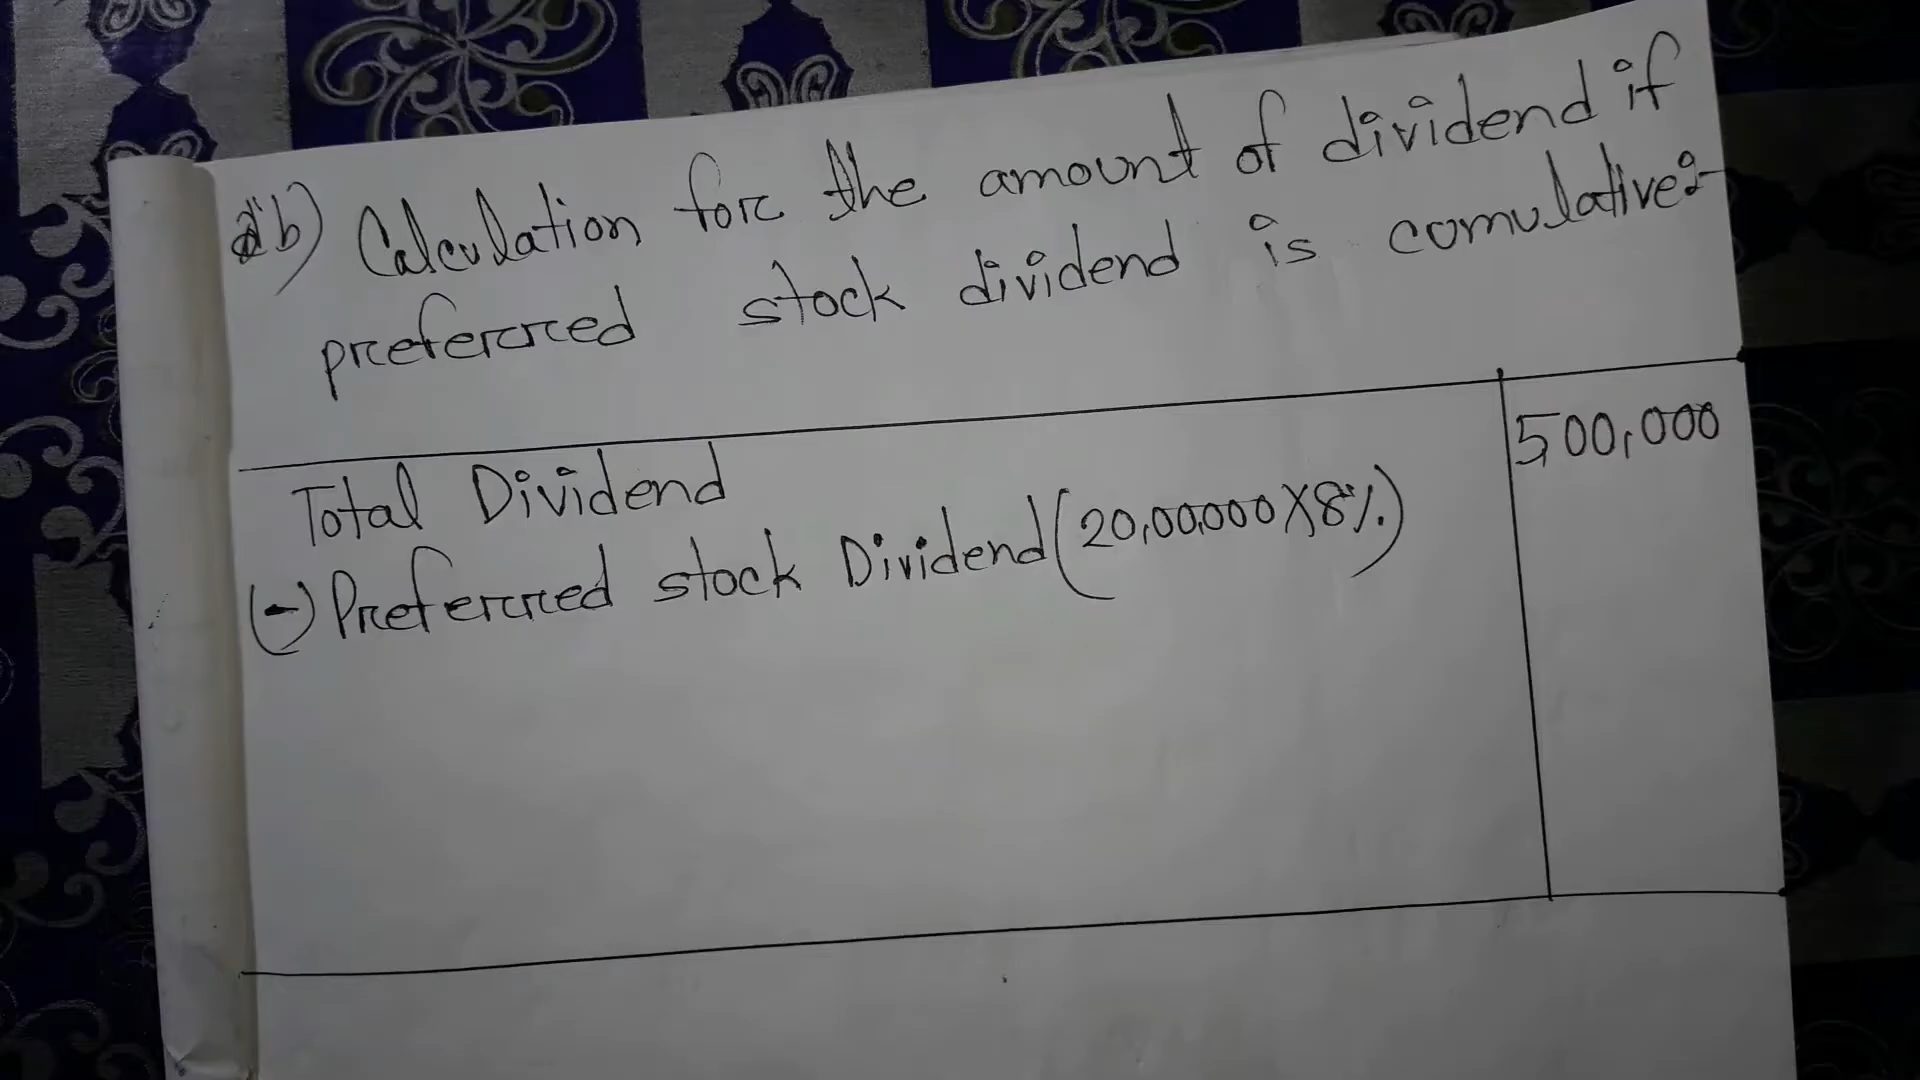 b) Calculation for the amount of dividend if
preferred stock dividend is comulative:-
Total Dividend 500,000
(-) Preferred stock Dividend (20,00,000 X 8%)